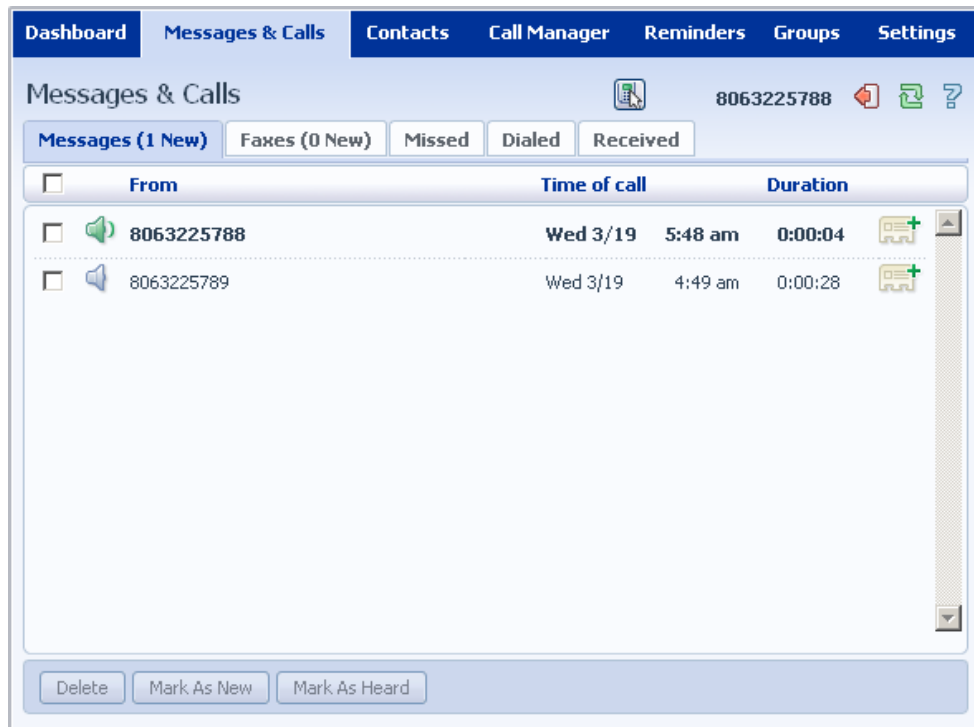 Dashboard Messages & Calls Contacts Call Manager Reminders Groups Settings
Messages & Calls 8063225788
Messages (1 New) Faxes (0 New) Missed Dialed Received
From Time of call Duration
8063225788 Wed 3/19 5:48 am 0:00:04
8063225789 Wed 3/19 4:49 am 0:00:28
Delete Mark As New Mark As Heard